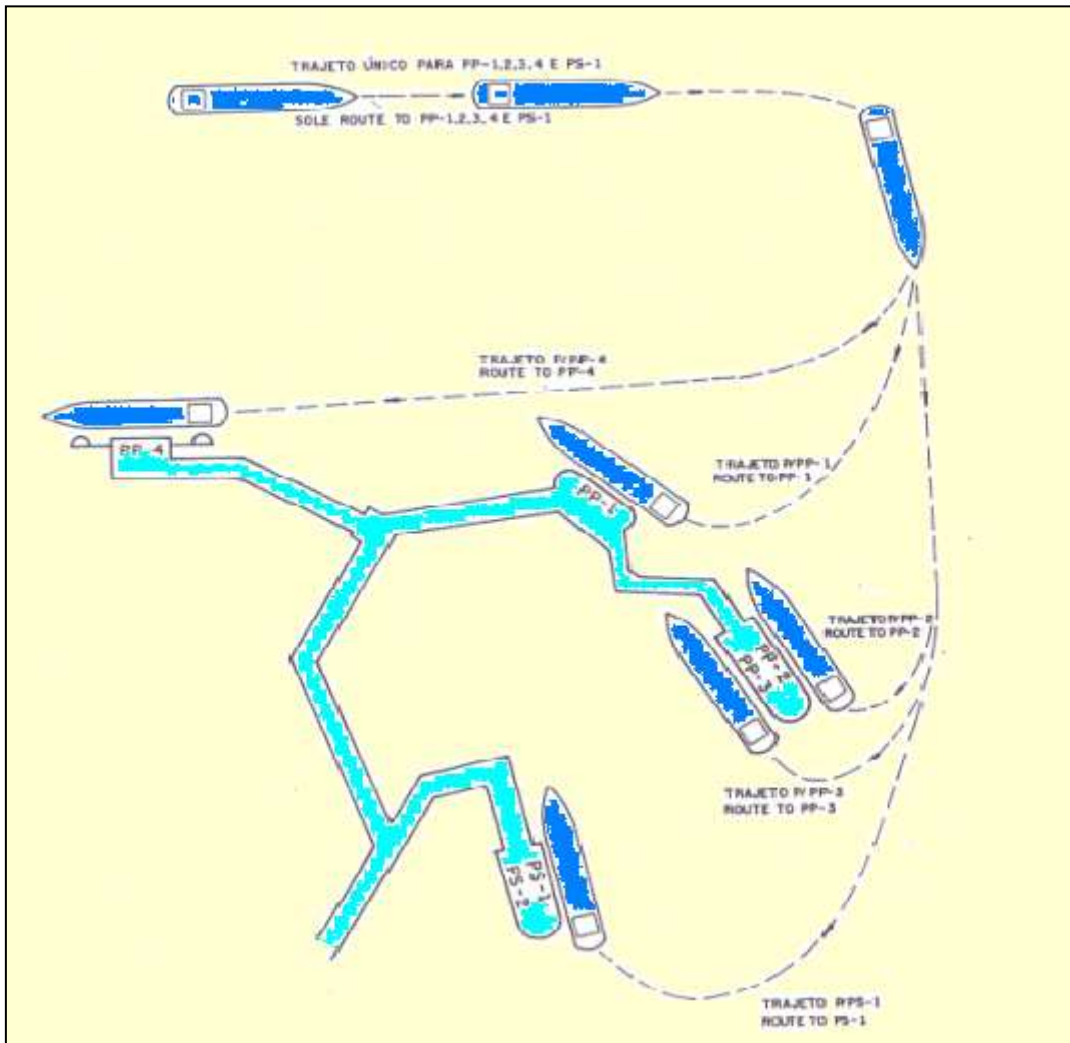 TRAJETO ÚNICO PARA PP-1,2,3,4 E PS-1
SOLE ROUTE TO PP-1,2,3,4 E PS-1
TRAJETO P/PP-4
ROUTE TO PP-4
PP-4
TRAJETO P/PP-1
ROUTE TO PP-1
PP-1
TRAJETO P/PP-2
ROUTE TO PP-2
PP-2
PP-3
TRAJETO P/PP-3
ROUTE TO PP-3
PS-1
PS-2
TRAJETO P/PS-1
ROUTE TO PS-1